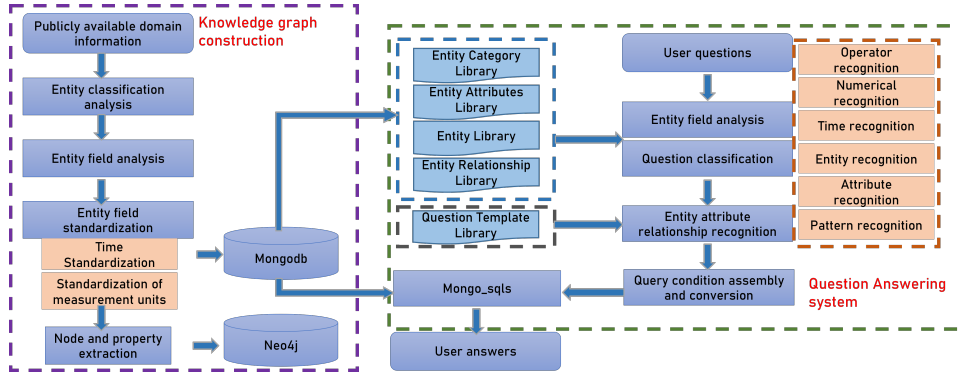 Publicly available domain
information
Knowledge graph
construction
Entity classification
analysis
Entity field analysis
Entity field
standardization
Time
Standardization
Standardization of
measurement units
Node and property
extraction
Mongodb
Neo4j
Entity Category
Library
Entity Attributes
Library
Entity Library
Entity Relationship
Library
Question Template
Library
Mongo_sqls
User answers
User questions
Entity field analysis
Question classification
Entity attribute
relationship recognition
Query condition assembly
and conversion
Operator
recognition
Numerical
recognition
Time recognition
Entity recognition
Attribute
recognition
Pattern recognition
Question Answering
system